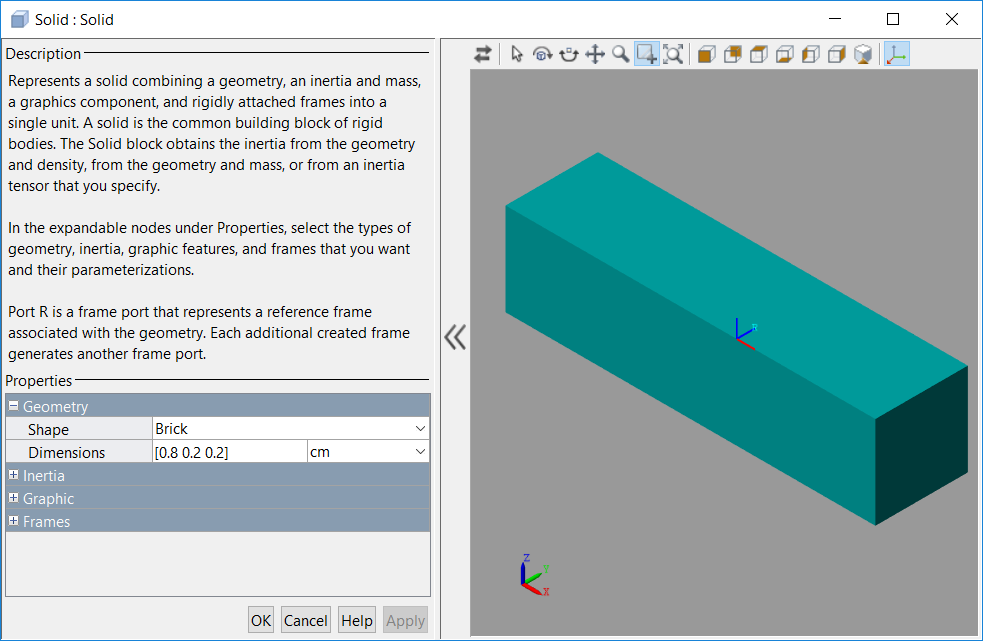 Solid : Solid
Description
Represents a solid combining a geometry, an inertia and mass,
a graphics component, and rigidly attached frames into a
single unit. A solid is the common building block of rigid
bodies. The Solid block obtains the inertia from the geometry
and density, from the geometry and mass, or from an inertia
tensor that you specify.
In the expandable nodes under Properties, select the types of
geometry, inertia, graphic features, and frames that you want
and their parameterizations.
Port R is a frame port that represents a reference frame
associated with the geometry. Each additional created frame
generates another frame port.
Properties
Geometry
Shape Brick
Dimensions [0.8 0.2 0.2] cm
Inertia
Graphic
Frames
OK Cancel Help Apply
R
Z
Y
X